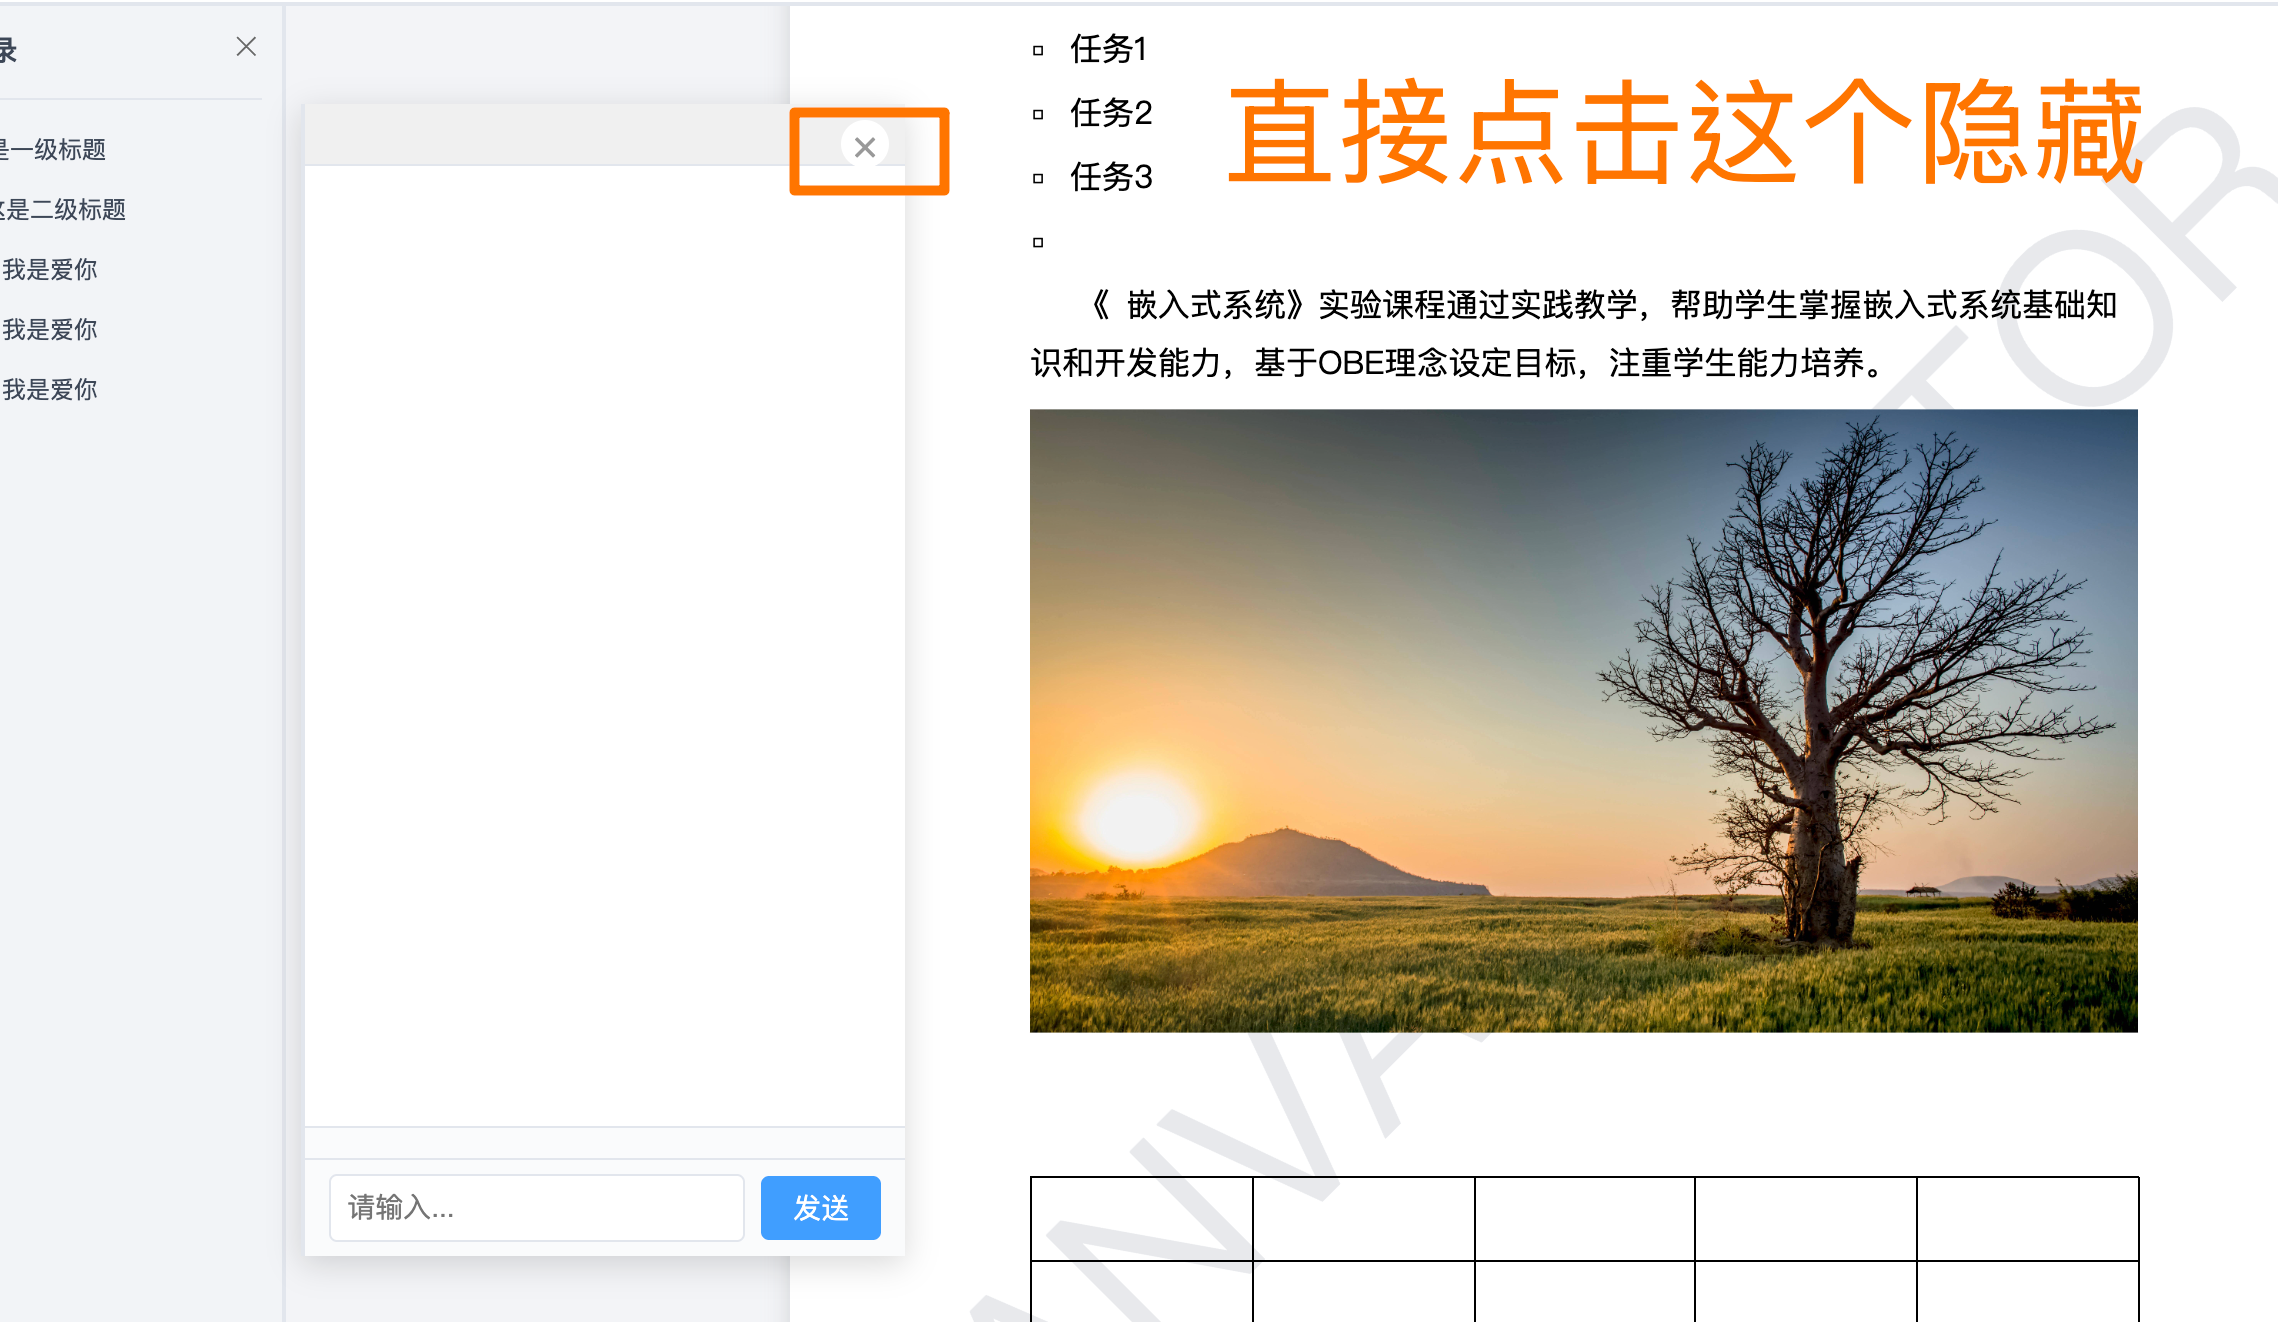 录
是一级标题
这是二级标题
我是爱你
我是爱你
我是爱你
请输入...
发送
任务1
任务2
任务3
直接点击这个隐藏
《 嵌入式系统》实验课程通过实践教学，帮助学生掌握嵌入式系统基础知
识和开发能力，基于OBE理念设定目标，注重学生能力培养。